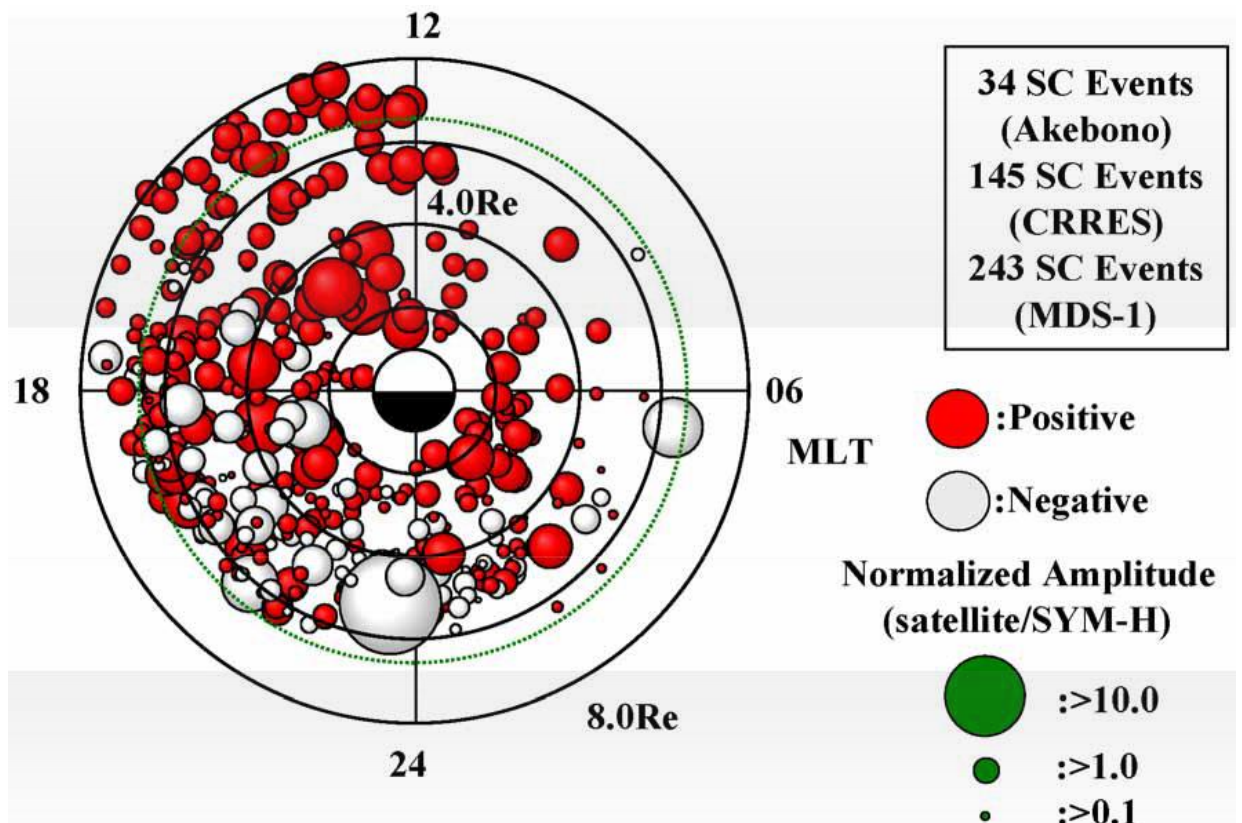 12
34 SC Events
(Akebono)
145 SC Events
(CRRES)
243 SC Events
(MDS-1)
4.0Re
18
06
MLT
:Positive
:Negative
Normalized Amplitude
(satellite/SYM-H)
:>10.0
8.0Re
24
:>1.0
:>0.1